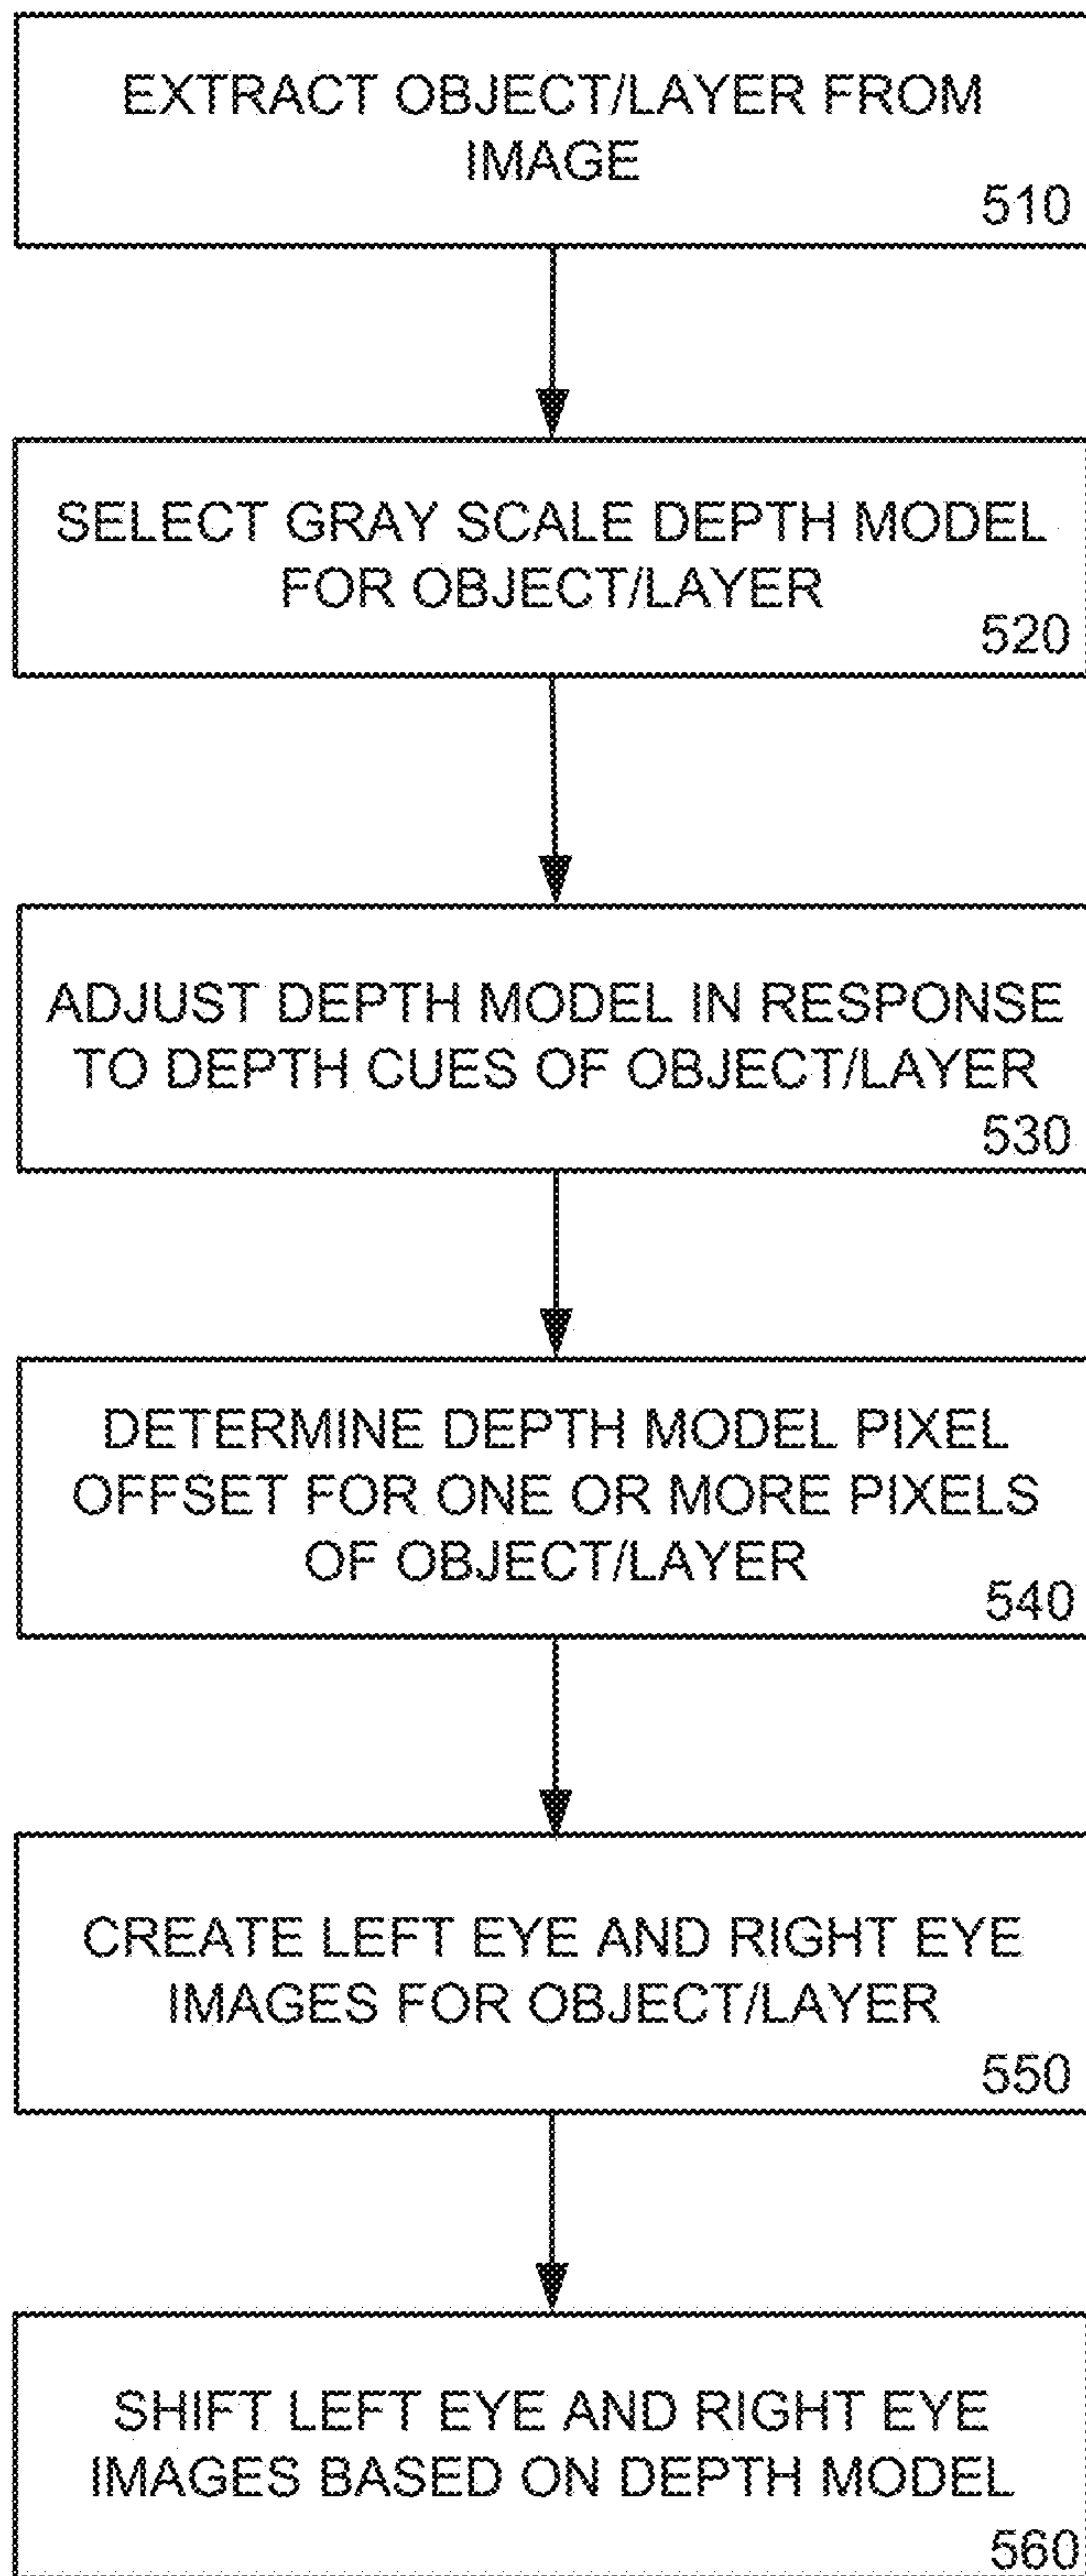 EXTRACT OBJECT/LAYER FROM
IMAGE
510
SELECT GRAY SCALE DEPTH MODEL
FOR OBJECT/LAYER
520
ADJUST DEPTH MODEL IN RESPONSE
TO DEPTH CUES OF OBJECT/LAYER
530
DETERMINE DEPTH MODEL PIXEL
OFFSET FOR ONE OR MORE PIXELS
OF OBJECT/LAYER
540
CREATE LEFT EYE AND RIGHT EYE
IMAGES FOR OBJECT/LAYER
550
SHIFT LEFT EYE AND RIGHT EYE
IMAGES BASED ON DEPTH MODEL
560